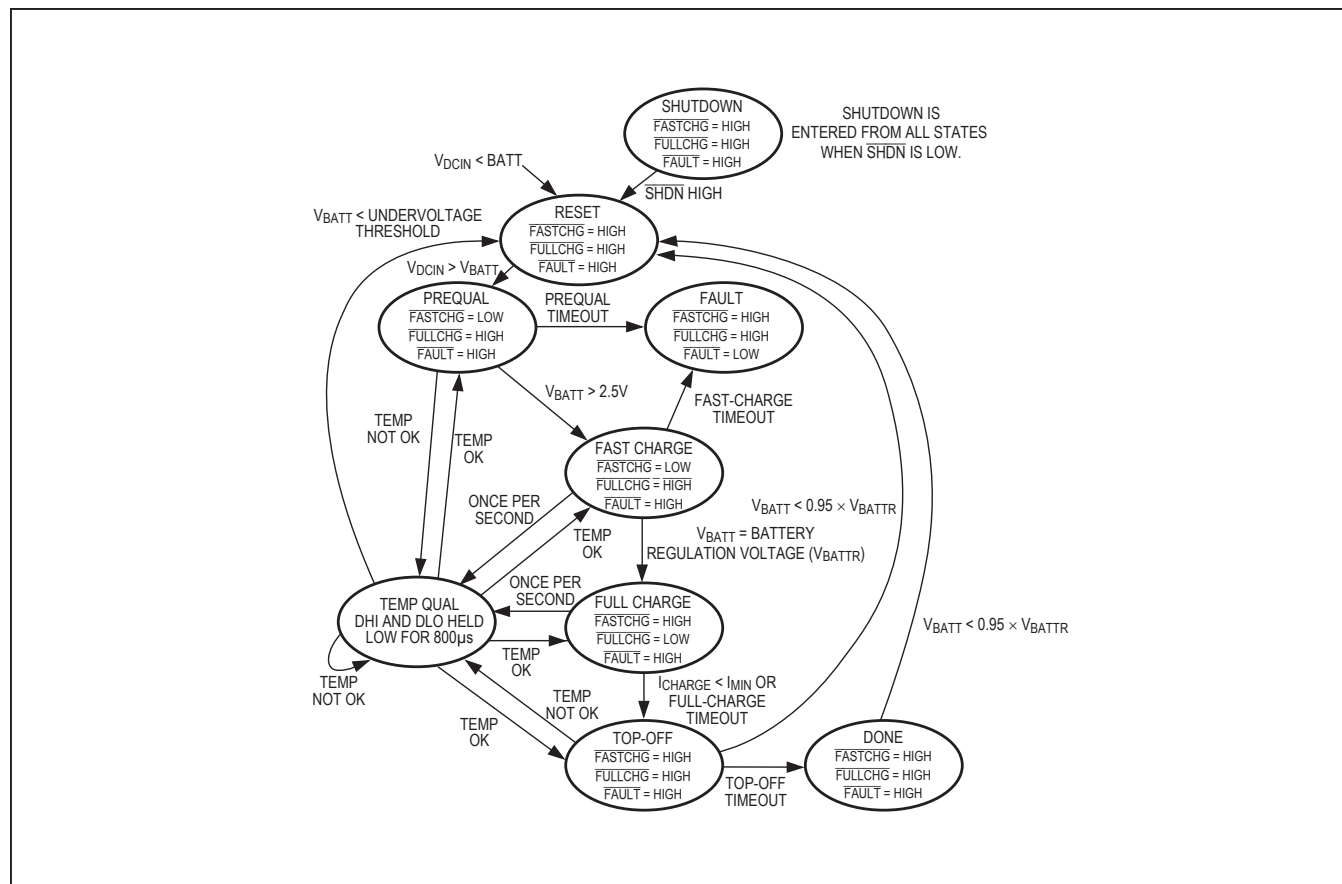 SHUTDOWN
FASTCHG = HIGH
FULLCHG = HIGH
FAULT = HIGH
SHUTDOWN IS
ENTERED FROM ALL STATES
WHEN SHDN IS LOW.
VDCIN < BATT
SHDN HIGH
VBATT < UNDERVOLTAGE
THRESHOLD
RESET
FASTCHG = HIGH
FULLCHG = HIGH
FAULT = HIGH
VDCIN > VBATT
PREQUAL
FASTCHG = LOW
FULLCHG = HIGH
FAULT = HIGH
PREQUAL
TIMEOUT
FAULT
FASTCHG = HIGH
FULLCHG = HIGH
FAULT = LOW
VBATT > 2.5V
FAST-CHARGE
TIMEOUT
TEMP
NOT OK
TEMP
OK
FAST CHARGE
FASTCHG = LOW
FULLCHG = HIGH
FAULT = HIGH
ONCE PER
SECOND
TEMP
OK
VBATT < 0.95 × VBATTR
VBATT = BATTERY
REGULATION VOLTAGE (VBATTR)
TEMP QUAL
DHI AND DLO HELD
LOW FOR 800µs
ONCE PER
SECOND
FULL CHARGE
FASTCHG = HIGH
FULLCHG = LOW
FAULT = HIGH
VBATT < 0.95 × VBATTR
TEMP
OK
TEMP
NOT OK
TEMP
NOT OK
ICHARGE < IMIN OR
FULL-CHARGE
TIMEOUT
TEMP
OK
TOP-OFF
FASTCHG = HIGH
FULLCHG = HIGH
FAULT = HIGH
TOP-OFF
TIMEOUT
DONE
FASTCHG = HIGH
FULLCHG = HIGH
FAULT = HIGH